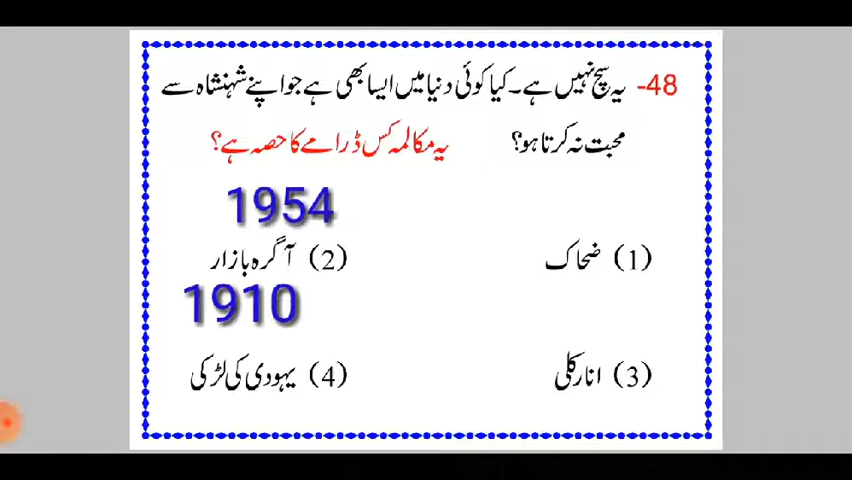 48- یہ سچ نہیں ہے۔ کیا کوئی دنیا میں ایسا بھی ہے جو اپنے شہنشاہ سے
محبت نہ کرتا ہو؟ یہ مکالمہ کس ڈرامے کا حصہ ہے؟
1954
(1) ضحاک (2) آگرہ بازار
1910
(3) انارکلی (4) یہودی کی لڑکی